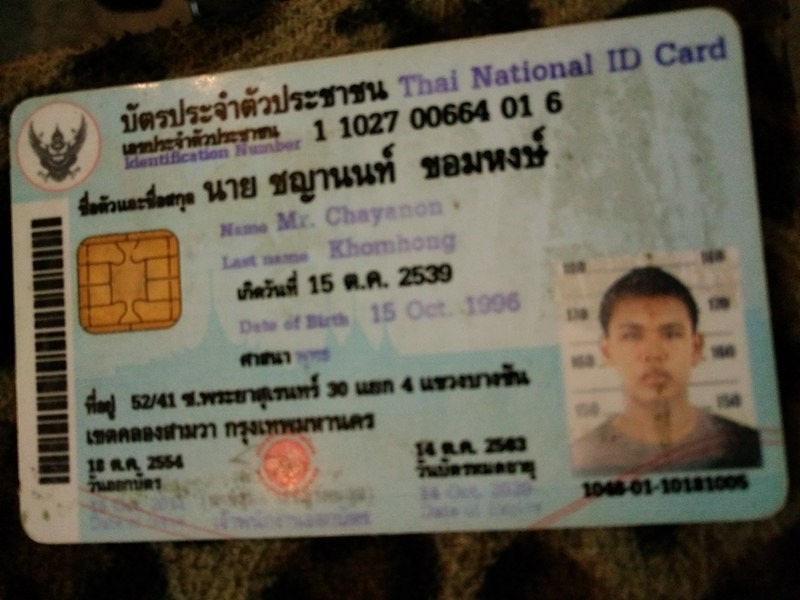 บัตรประจำตัวประชาชน Thai National ID Card
เลขประจำตัวประชาชน 1 1027 00664 01 6
Identification Number
ชื่อตัวและชื่อสกุล นาย ชญานนท์ ขอมหงษ์
Name Mr. Chayanon
Last name Khomhong
เกิดวันที่ 15 ต.ค. 2539
Date of Birth 15 Oct. 1996
ศาสนา พุทธ
ที่อยู่ 52/41 ซ.พระยาสุเรนทร์ 30 แยก 4 แขวงบางชัน
เขตคลองสามวา กรุงเทพมหานคร
18 ต.ค. 2554
วันออกบัตร
Date of Issue
เจ้าพนักงานออกบัตร
14 ต.ค. 2563
วันบัตรหมดอายุ
14 Oct. 2020
Date of Expiry
160 160
150 150
1048-01-10181005